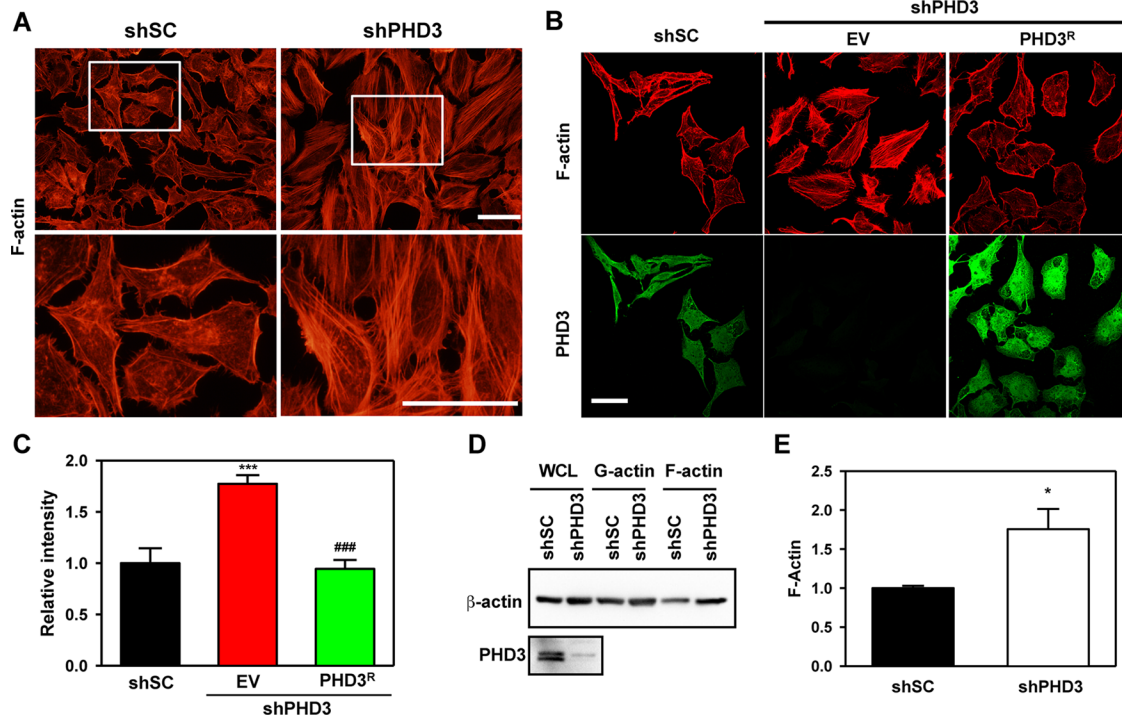 A
shSC
shPHD3
F-actin
B
shPHD3
shSC
EV
PHD3ᴿ
F-actin
PHD3
C
Relative intensity
2.0
1.5
1.0
0.5
0.0
***
###
shSC
EV
PHD3ᴿ
shPHD3
D
WCL G-actin F-actin
shSC shPHD3 shSC shPHD3 shSC shPHD3
β-actin
PHD3
E
F-Actin
2.5
2.0
1.5
1.0
0.5
0.0
*
shSC
shPHD3